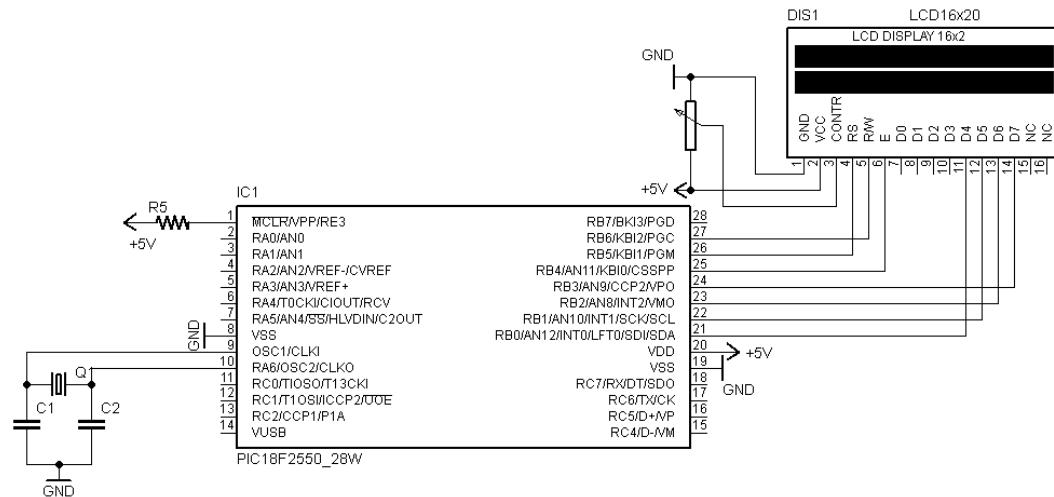 DIS1
LCD16x20
LCD DISPLAY 16x2
GND
GND
VCC
CONTR
RS
R/W
E
D0
D1
D2
D3
D4
D5
D6
D7
NC
NC
1
2
3
4
5
6
7
8
9
10
11
12
13
14
15
16
+5V
IC1
R5
+5V
1 MCLR/VPP/RE3
2 RA0/AN0
3 RA1/AN1
4 RA2/AN2/VREF-/CVREF
5 RA3/AN3/VREF+
6 RA4/T0CKI/CIOUT/RCV
7 RA5/AN4/SS/HLVDIN/C2OUT
8 VSS
9 OSC1/CLKI
10 RA6/OSC2/CLKO
11 RC0/TIOSO/T13CKI
12 RC1/T1OSI/ICCP2/UOE
13 RC2/CCP1/P1A
14 VUSB
RB7/BKI3/PGD 28
RB6/KBI2/PGC 27
RB5/KBI1/PGM 26
RB4/AN11/KBI0/CSSPP 25
RB3/AN9/CCP2/VPO 24
RB2/AN8/INT2/VMO 23
RB1/AN10/INT1/SCK/SCL 22
RB0/AN12/INT0/LFT0/SDI/SDA 21
VDD 20
VSS 19
RC7/RX/DT/SDO 18
RC6/TX/CK 17
RC5/D+/VP 16
RC4/D-/VM 15
GND
+5V
GND
Q
C1
C2
GND
PIC18F2550_28W